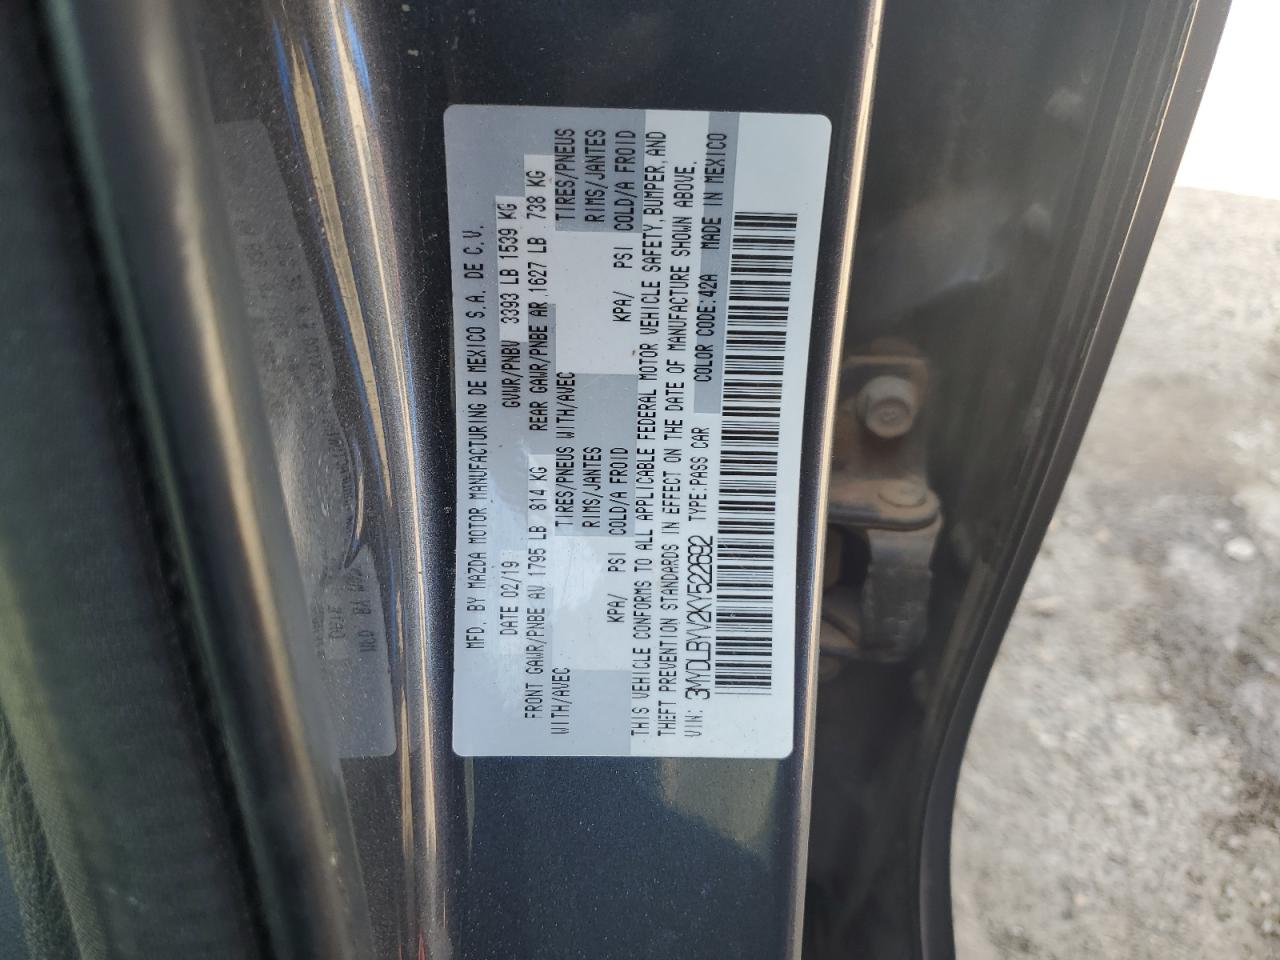 MFD. BY MAZDA MOTOR MANUFACTURING DE MEXICO S.A. DE C.V.
DATE 02/19 GVWR/PNBV 3393 LB 1539 KG
FRONT GAWR/PNBE AV 1795 LB 814 KG REAR GAWR/PNBE AR 1627 LB 738 KG
WITH/AVEC TIRES/PNEUS WITH/AVEC TIRES/PNEUS
RIMS/JANTES RIMS/JANTES
KPA/ PSI COLD/A FROID KPA/ PSI COLD/A FROID
THIS VEHICLE CONFORMS TO ALL APPLICABLE FEDERAL MOTOR VEHICLE SAFETY, BUMPER, AND
THEFT PREVENTION STANDARDS IN EFFECT ON THE DATE OF MANUFACTURE SHOWN ABOVE.
VIN: 3MYDLBYV2KY522692 TYPE:PASS CAR COLOR CODE:42A MADE IN MEXICO